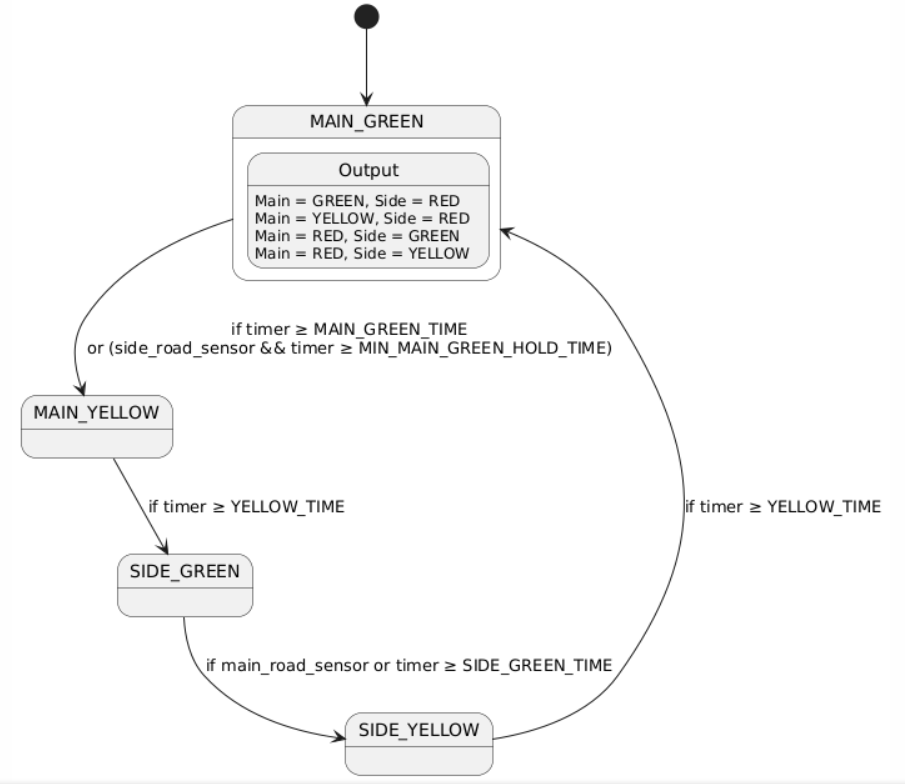 MAIN_GREEN
Output
Main = GREEN, Side = RED
Main = YELLOW, Side = RED
Main = RED, Side = GREEN
Main = RED, Side = YELLOW
if timer ≥ MAIN_GREEN_TIME
or (side_road_sensor && timer ≥ MIN_MAIN_GREEN_HOLD_TIME)
MAIN_YELLOW
if timer ≥ YELLOW_TIME
if timer ≥ YELLOW_TIME
SIDE_GREEN
if main_road_sensor or timer ≥ SIDE_GREEN_TIME
SIDE_YELLOW